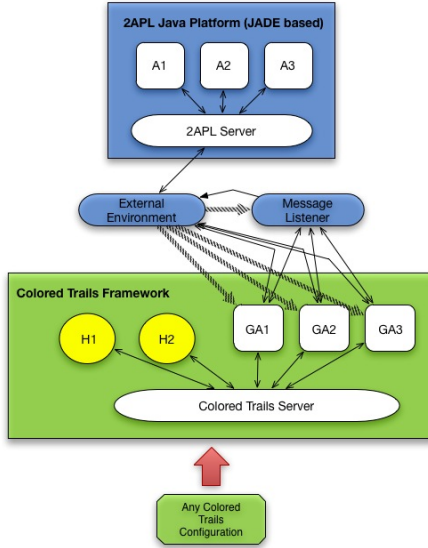 2APL Java Platform (JADE based)
A1
A2
A3
2APL Server
External
Environment
Message
Listener
Colored Trails Framework
H1
H2
GA1
GA2
GA3
Colored Trails Server
Any Colored
Trails
Configuration